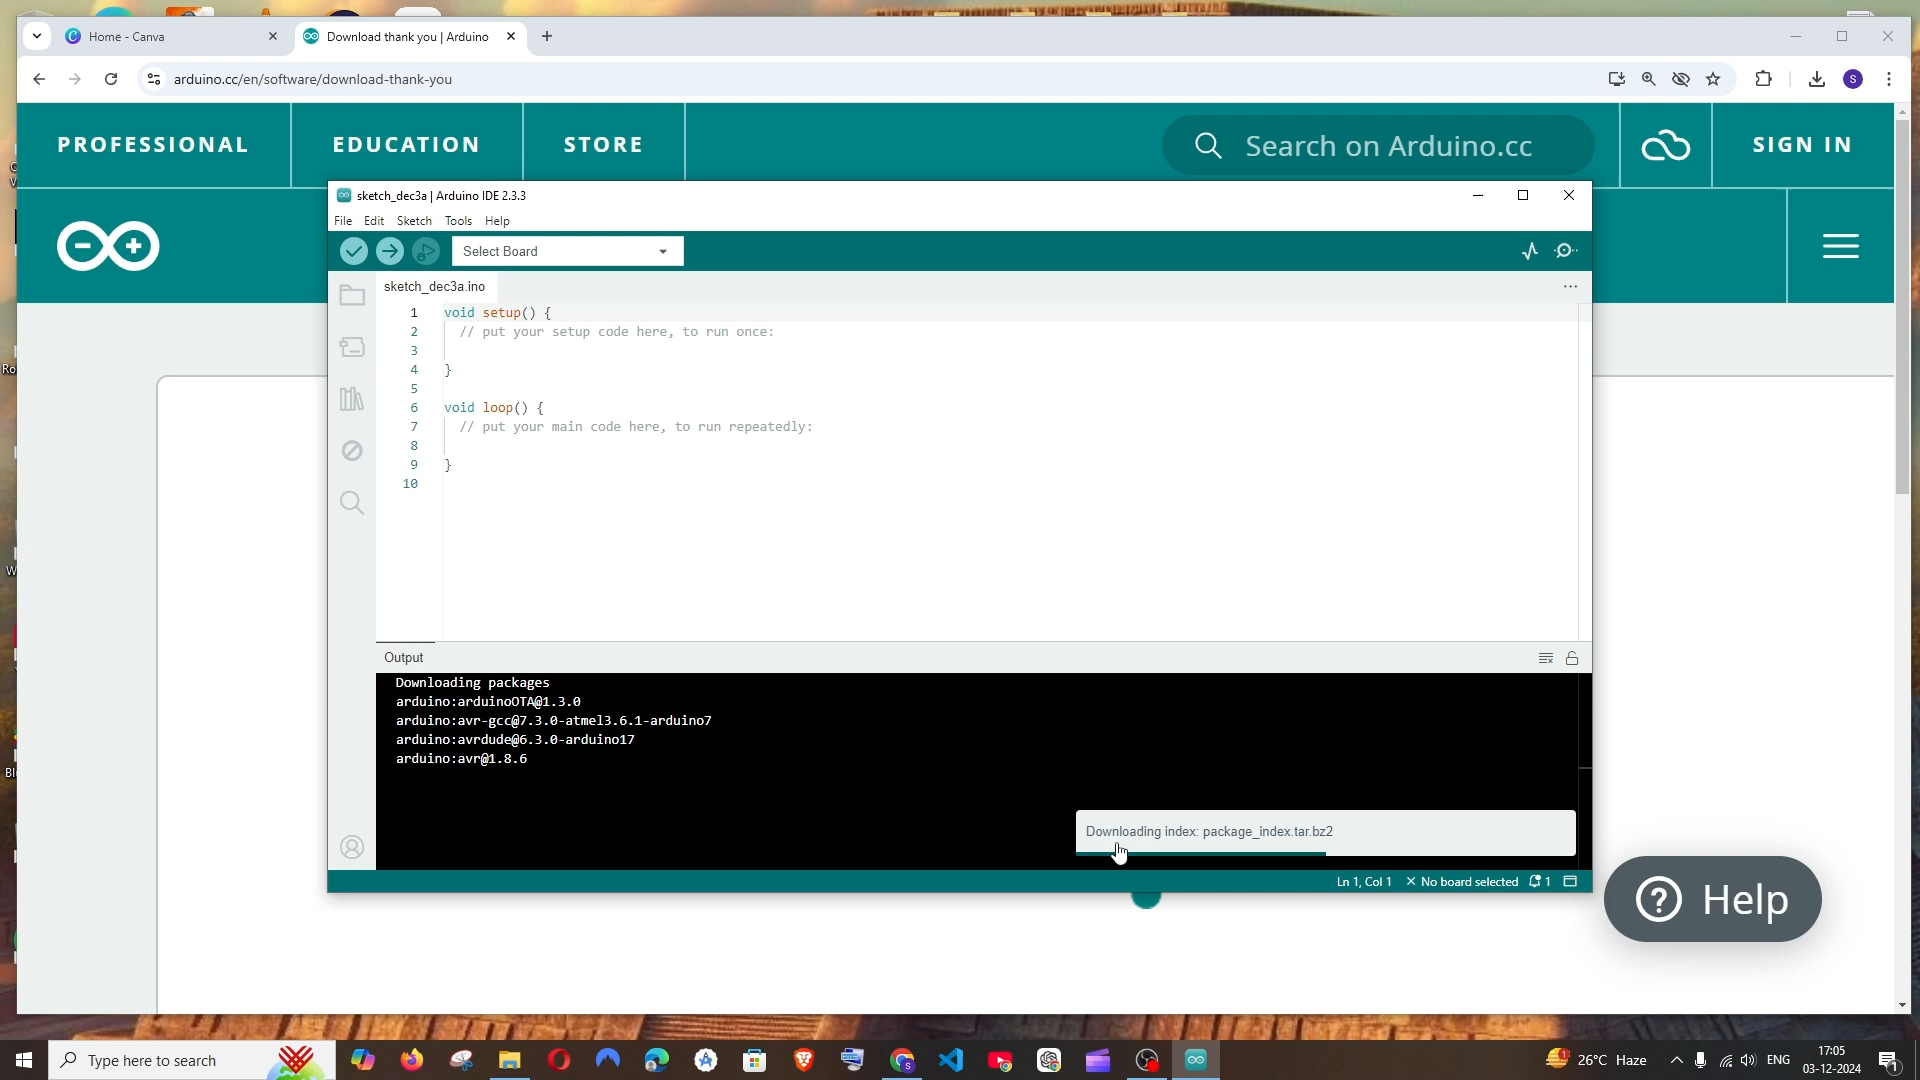 Home - Canva
Download thank you | Arduino
arduino.cc/en/software/download-thank-you
S
PROFESSIONAL
EDUCATION
STORE
Search on Arduino.cc
SIGN IN
sketch_dec3a | Arduino IDE 2.3.3
File Edit Sketch Tools Help
Select Board
sketch_dec3a.ino
1 void setup() {
2 // put your setup code here, to run once:
3
4 }
5
6 void loop() {
7 // put your main code here, to run repeatedly:
8
9 }
10
Output
Downloading packages
arduino:arduinoOTA@1.3.0
arduino:avr-gcc@7.3.0-atmel3.6.1-arduino7
arduino:avrdude@6.3.0-arduino17
arduino:avr@1.8.6
Downloading index: package_index.tar.bz2
Ln 1, Col 1 No board selected 1
Help
Type here to search
26°C Haze
ENG
17:05
03-12-2024
1